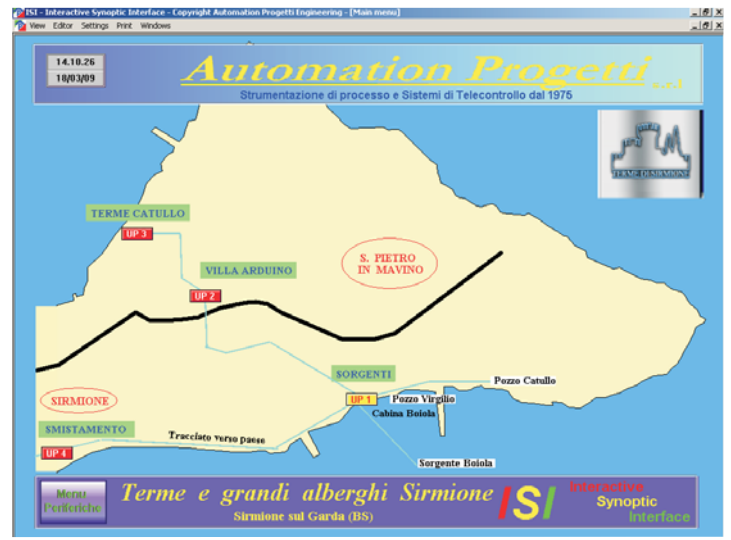 ISI - Interactive Synoptic Interface - Copyright Automation Progetti Engineering - [Main menu]
View Editor Settings Print Windows
14.10.26
18/03/09
Automation Progetti s.r.l
Strumentazione di processo e Sistemi di Telecontrollo dal 1975
TERME DI SIRMIONE
TERME CATULLO
UP 3
S. PIETRO
IN MAVINO
VILLA ARDUINO
UP 2
SORGENTI
Pozzo Catullo
SIRMIONE
UP 1
Pozzo Virgilio
Cabina Boiola
SMISTAMENTO
Tracciato verso paese
UP 4
Sorgente Boiola
Menu
Periferiche
Terme e grandi alberghi Sirmione
Sirmione sul Garda (BS)
ISI
Interactive
Synoptic
Interface